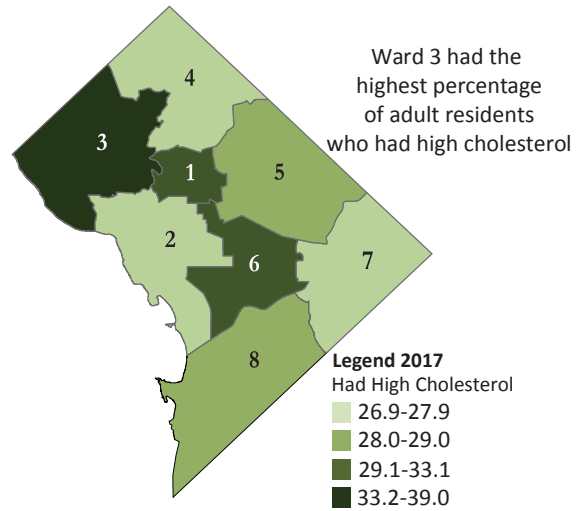 4
Ward 3 had the
highest percentage
of adult residents
who had high cholesterol
3
1
5
2
6
7
8
Legend 2017
Had High Cholesterol
26.9-27.9
28.0-29.0
29.1-33.1
33.2-39.0